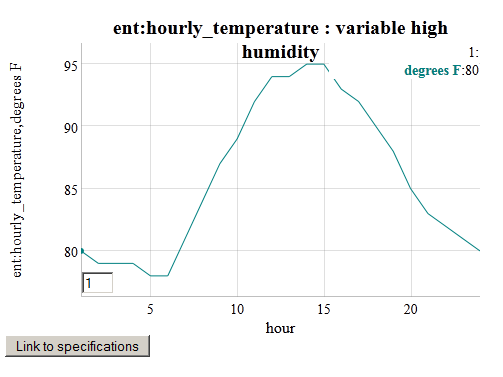 ent:hourly_temperature : variable high
humidity
1:
degrees F:80
ent:hourly_temperature,degrees F
95
90
85
80
1
5
10
15
20
hour
Link to specifications